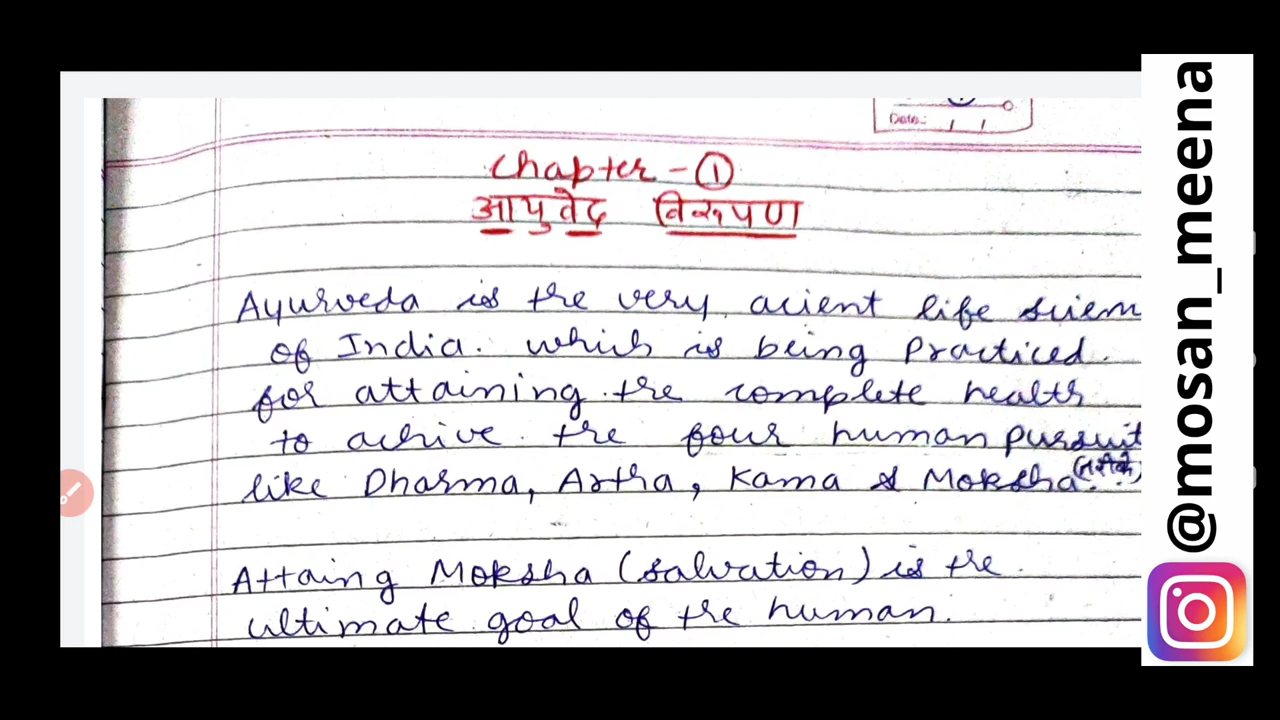 Date:
Chapter - ①
आयुर्वेद निरूपण
Ayurveda is the very acient life scien
of India. which is being Practiced.
for attaining the complete health
to achive the four human pursuit
like Dharma, Artha, Kama & Moksha.
Attaing Moksha (salvation) is the
ultimate goal of the human.
@mosan_meena